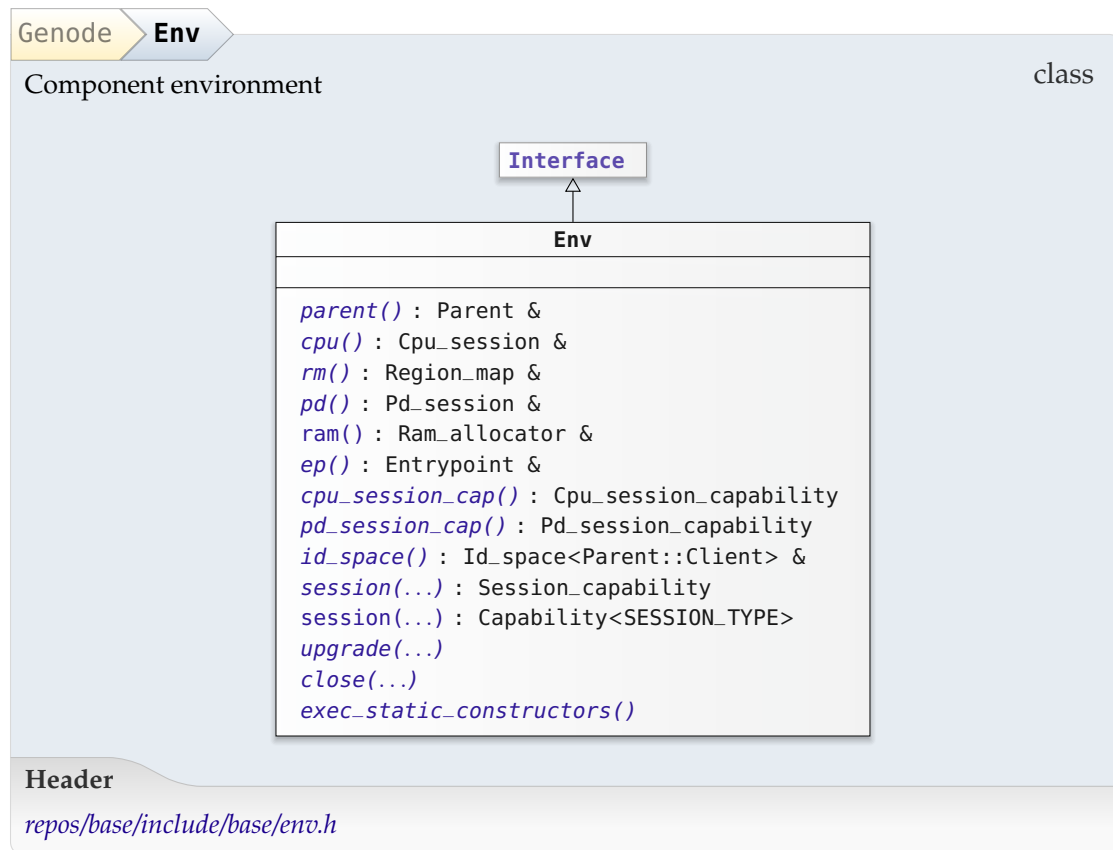 Genode Env
Component environment
class
Interface
Env
parent() : Parent &
cpu() : Cpu_session &
rm() : Region_map &
pd() : Pd_session &
ram() : Ram_allocator &
ep() : Entrypoint &
cpu_session_cap() : Cpu_session_capability
pd_session_cap() : Pd_session_capability
id_space() : Id_space<Parent::Client> &
session(...) : Session_capability
session(...) : Capability<SESSION_TYPE>
upgrade(...)
close(...)
exec_static_constructors()
Header
repos/base/include/base/env.h